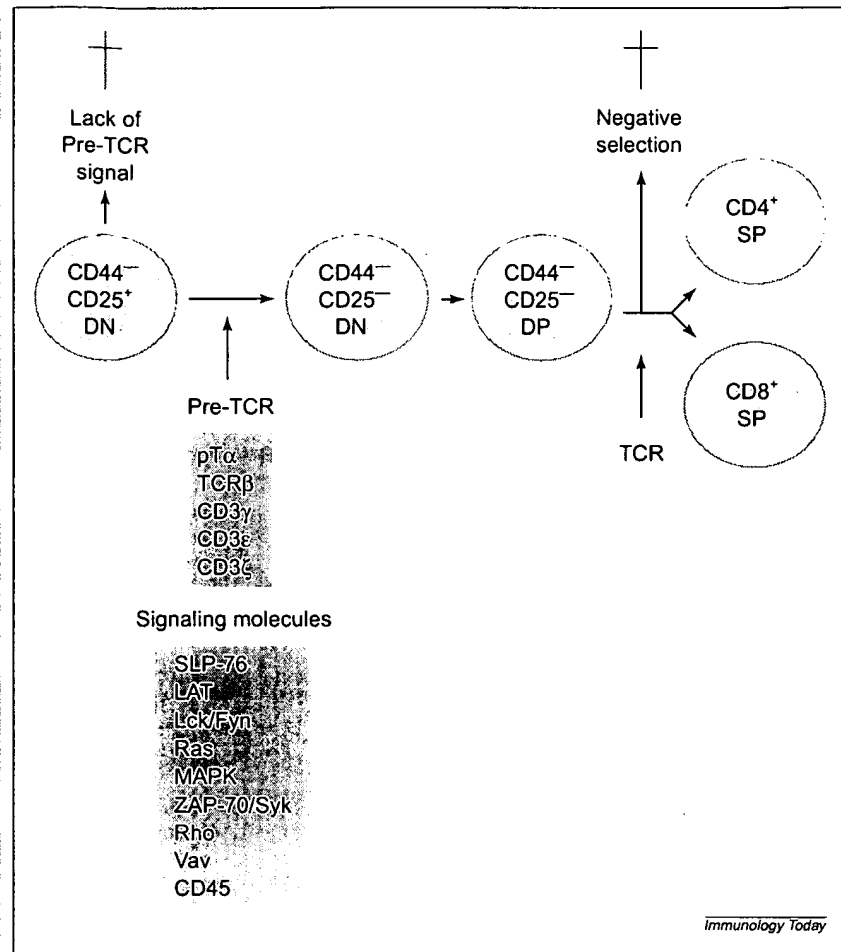 Lack of
Pre-TCR
signal
Negative
selection
CD44⁻
CD25⁺
DN
CD44⁻
CD25⁻
DN
CD44⁻
CD25⁻
DP
CD4⁺
SP
CD8⁺
SP
Pre-TCR
TCR
pTα
TCRβ
CD3γ
CD3ε
CD3ζ
Signaling molecules
SLP-76
LAT
Lck/Fyn
Ras
MAPK
ZAP-70/Syk
Rho
Vav
CD45
Immunology Today